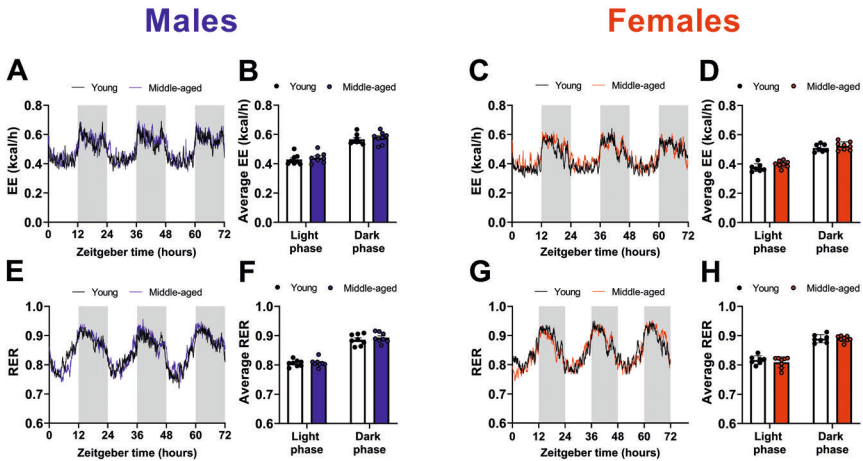 Males
Females
A
Young
Middle-aged
EE (kcal/h)
0.8
0.6
0.4
0.2
0.0
0
12
24
36
48
60
72
Zeitgeber time (hours)
B
Young
Middle-aged
Average EE (kcal/h)
0.8
0.6
0.4
0.2
0.0
Light
phase
Dark
phase
C
Young
Middle-aged
EE (kcal/h)
0.8
0.6
0.4
0.2
0.0
0
12
24
36
48
60
72
Zeitgeber time (hours)
D
Young
Middle-aged
Average EE (kcal/h)
0.8
0.6
0.4
0.2
0.0
Light
phase
Dark
phase
E
Young
Middle-aged
RER
1.0
0.9
0.8
0.7
0.6
0
12
24
36
48
60
72
Zeitgeber time (hours)
F
Young
Middle-aged
Average RER
1.0
0.9
0.8
0.7
0.6
Light
phase
Dark
phase
G
Young
Middle-aged
RER
1.0
0.9
0.8
0.7
0.6
0
12
24
36
48
60
72
Zeitgeber time (hours)
H
Young
Middle-aged
Average RER
1.0
0.9
0.8
0.7
0.6
Light
phase
Dark
phase